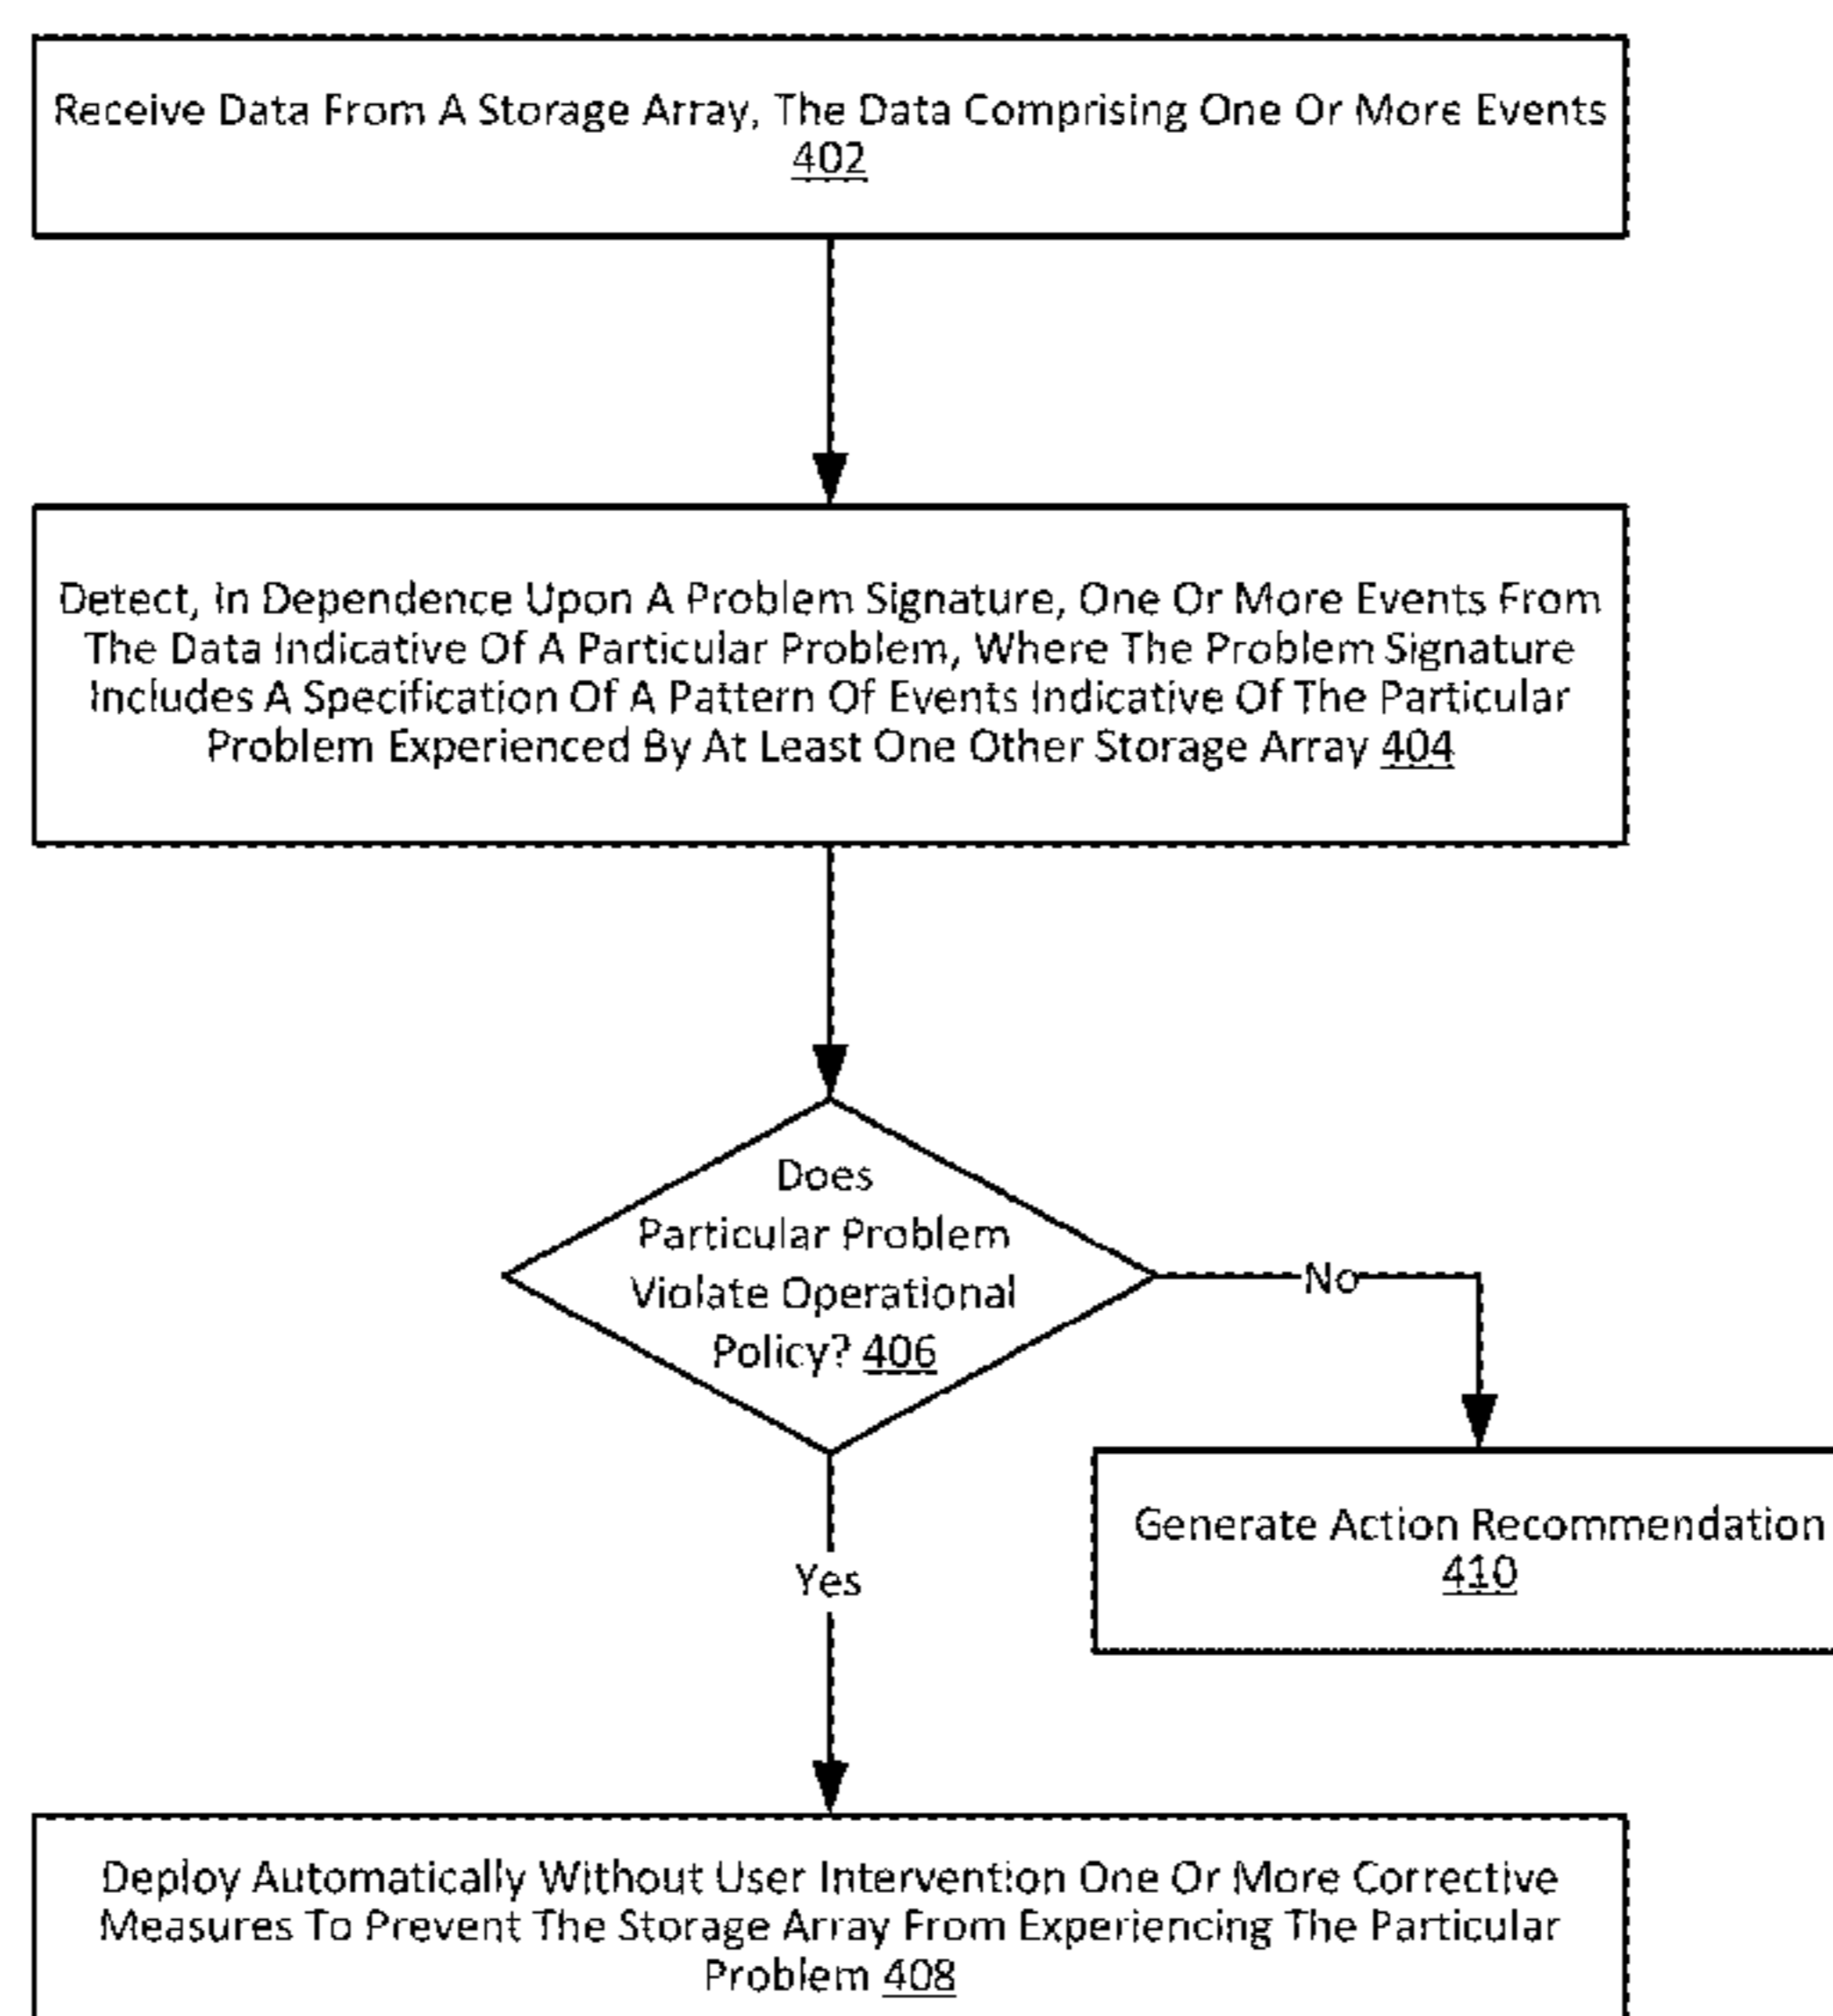 Receive Data From A Storage Array, The Data Comprising One Or More Events
402
Detect, In Dependence Upon A Problem Signature, One Or More Events From
The Data Indicative Of A Particular Problem, Where The Problem Signature
Includes A Specification Of A Pattern Of Events Indicative Of The Particular
Problem Experienced By At Least One Other Storage Array 404
Does
Particular Problem
Violate Operational
Policy? 406
No
Generate Action Recommendation
410
Yes
Deploy Automatically Without User Intervention One Or More Corrective
Measures To Prevent The Storage Array From Experiencing The Particular
Problem 408